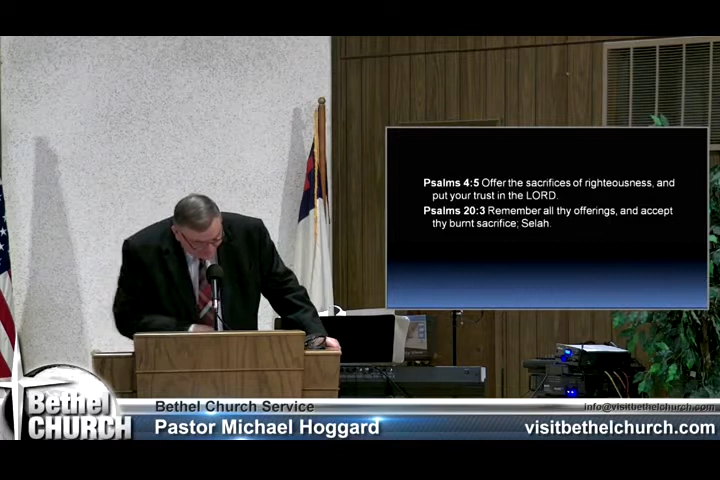 Psalms 4:5 Offer the sacrifices of righteousness, and
put your trust in the LORD.
Psalms 20:3 Remember all thy offerings, and accept
thy burnt sacrifice; Selah.
Bethel
CHURCH
Bethel Church Service
Pastor Michael Hoggard
info@visitbethelchurch.com
visitbethelchurch.com